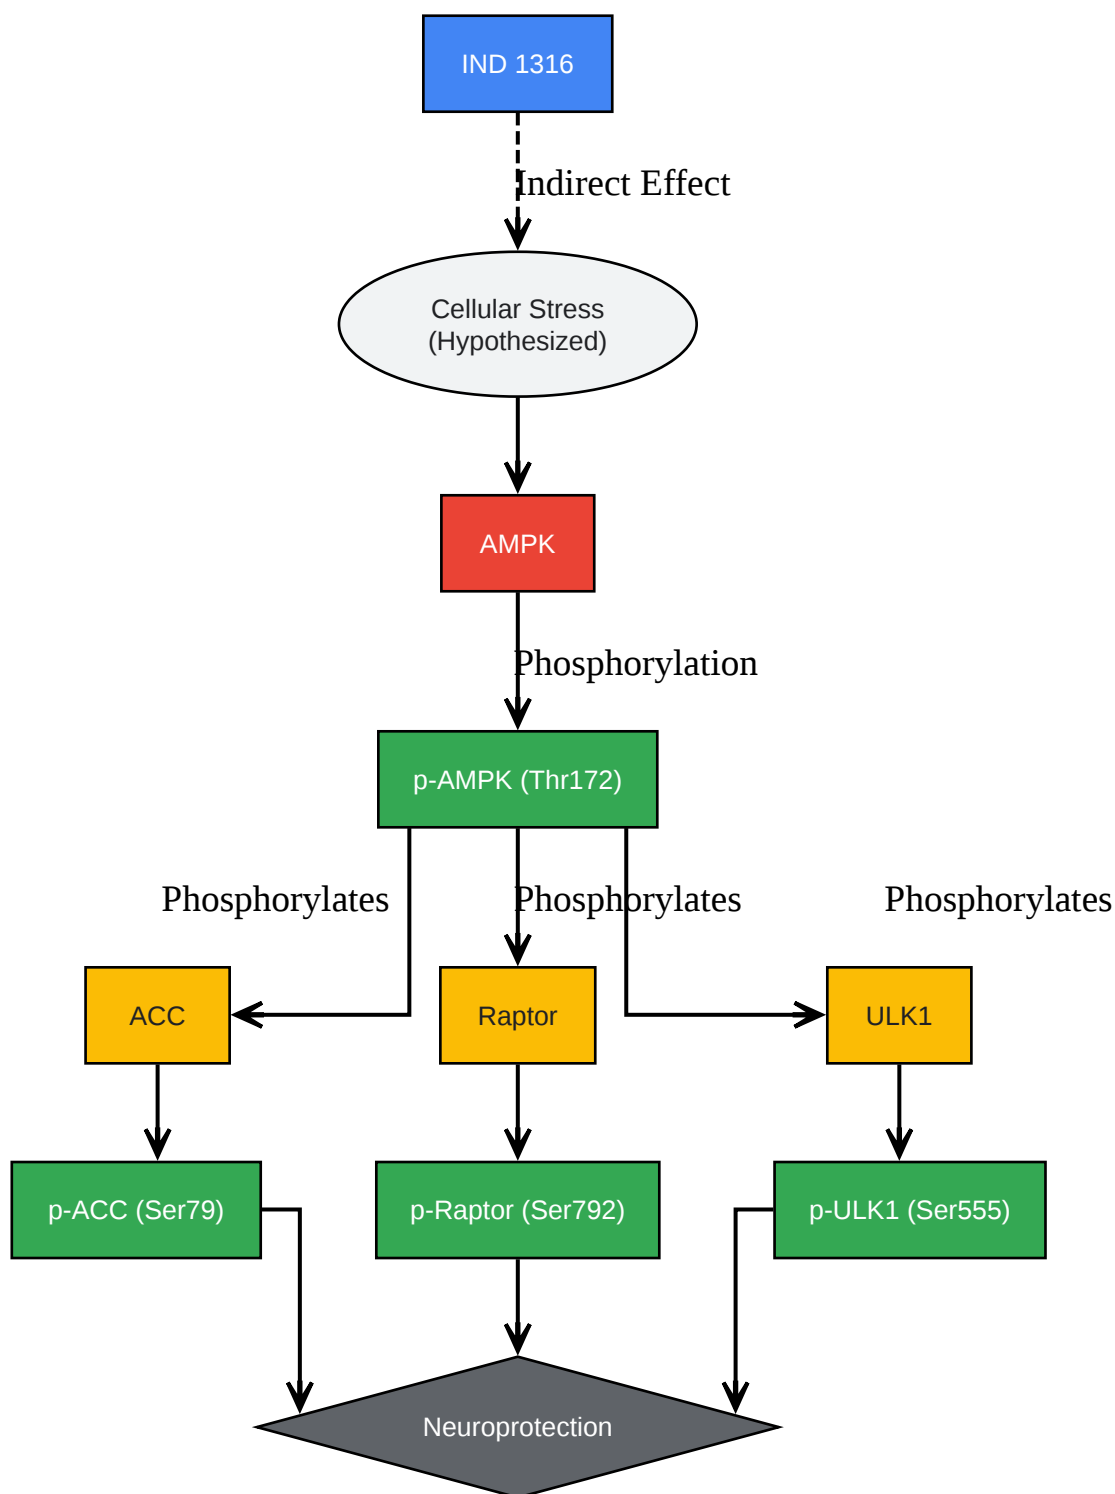 IND 1316
Indirect Effect
Cellular Stress
(Hypothesized)
AMPK
Phosphorylation
p-AMPK (Thr172)
Phosphorylates
Phosphorylates
Phosphorylates
ACC
Raptor
ULK1
p-ACC (Ser79)
p-Raptor (Ser792)
p-ULK1 (Ser555)
Neuroprotection